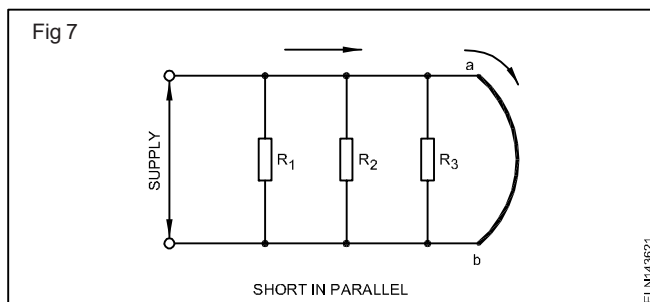 Fig 7
a
SUPPLY
R1
R2
R3
b
SHORT IN PARALLEL
ELN143621